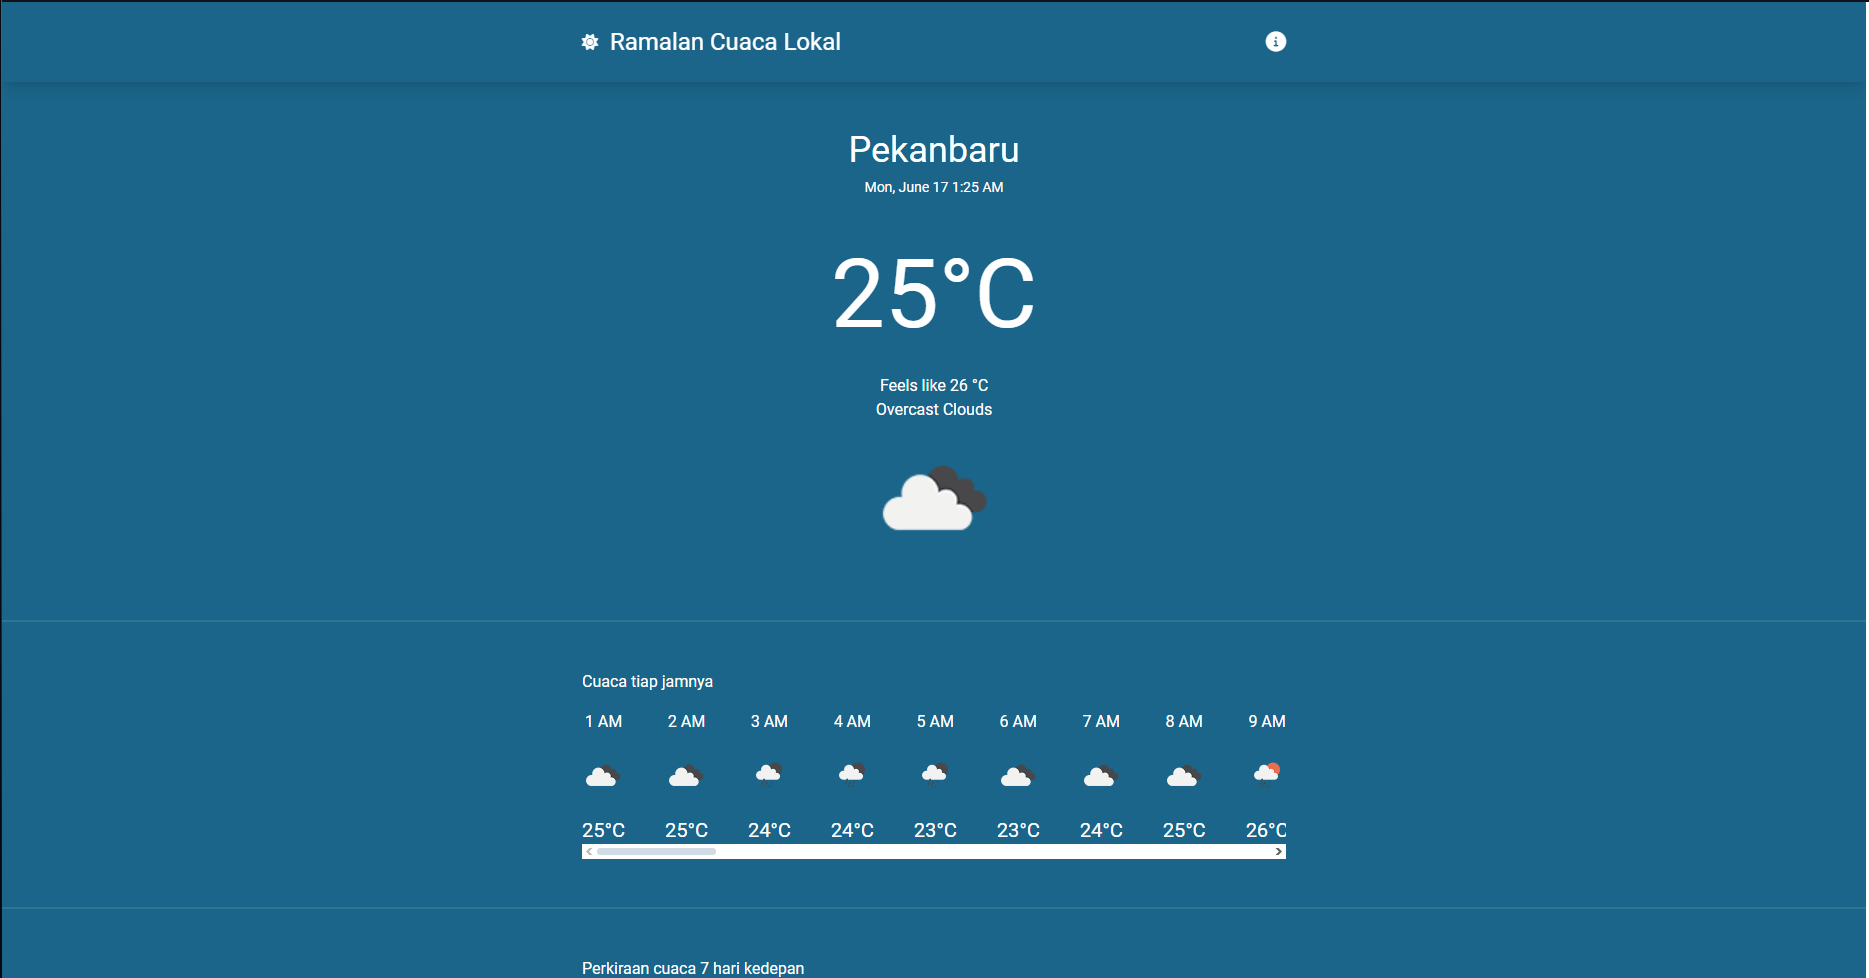 Ramalan Cuaca Lokal
Pekanbaru
Mon, June 17 1:25 AM
25°C
Feels like 26 °C
Overcast Clouds
Cuaca tiap jamnya
1 AM 2 AM 3 AM 4 AM 5 AM 6 AM 7 AM 8 AM 9 AM
25°C 25°C 24°C 24°C 23°C 23°C 24°C 25°C 26°C
Perkiraan cuaca 7 hari kedepan